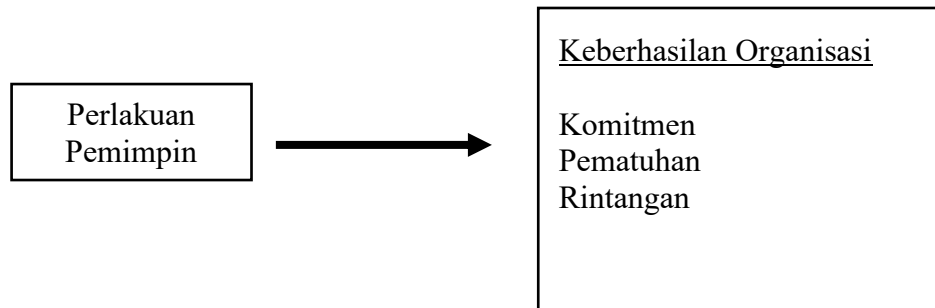 Perlakuan
Pemimpin
Keberhasilan Organisasi
Komitmen
Pematuhan
Rintangan